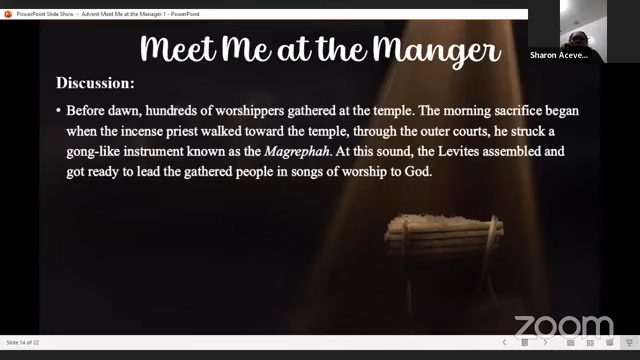 PowerPoint Slide Show - Advent Meet Me at the Manager 1 - PowerPoint
Sharon Aceve...
Meet Me at the Manger
Discussion:
• Before dawn, hundreds of worshippers gathered at the temple. The morning sacrifice began
when the incense priest walked toward the temple, through the outer courts, he struck a
gong-like instrument known as the Magrephah. At this sound, the Levites assembled and
got ready to lead the gathered people in songs of worship to God.
Slide 14 of 22
zoom